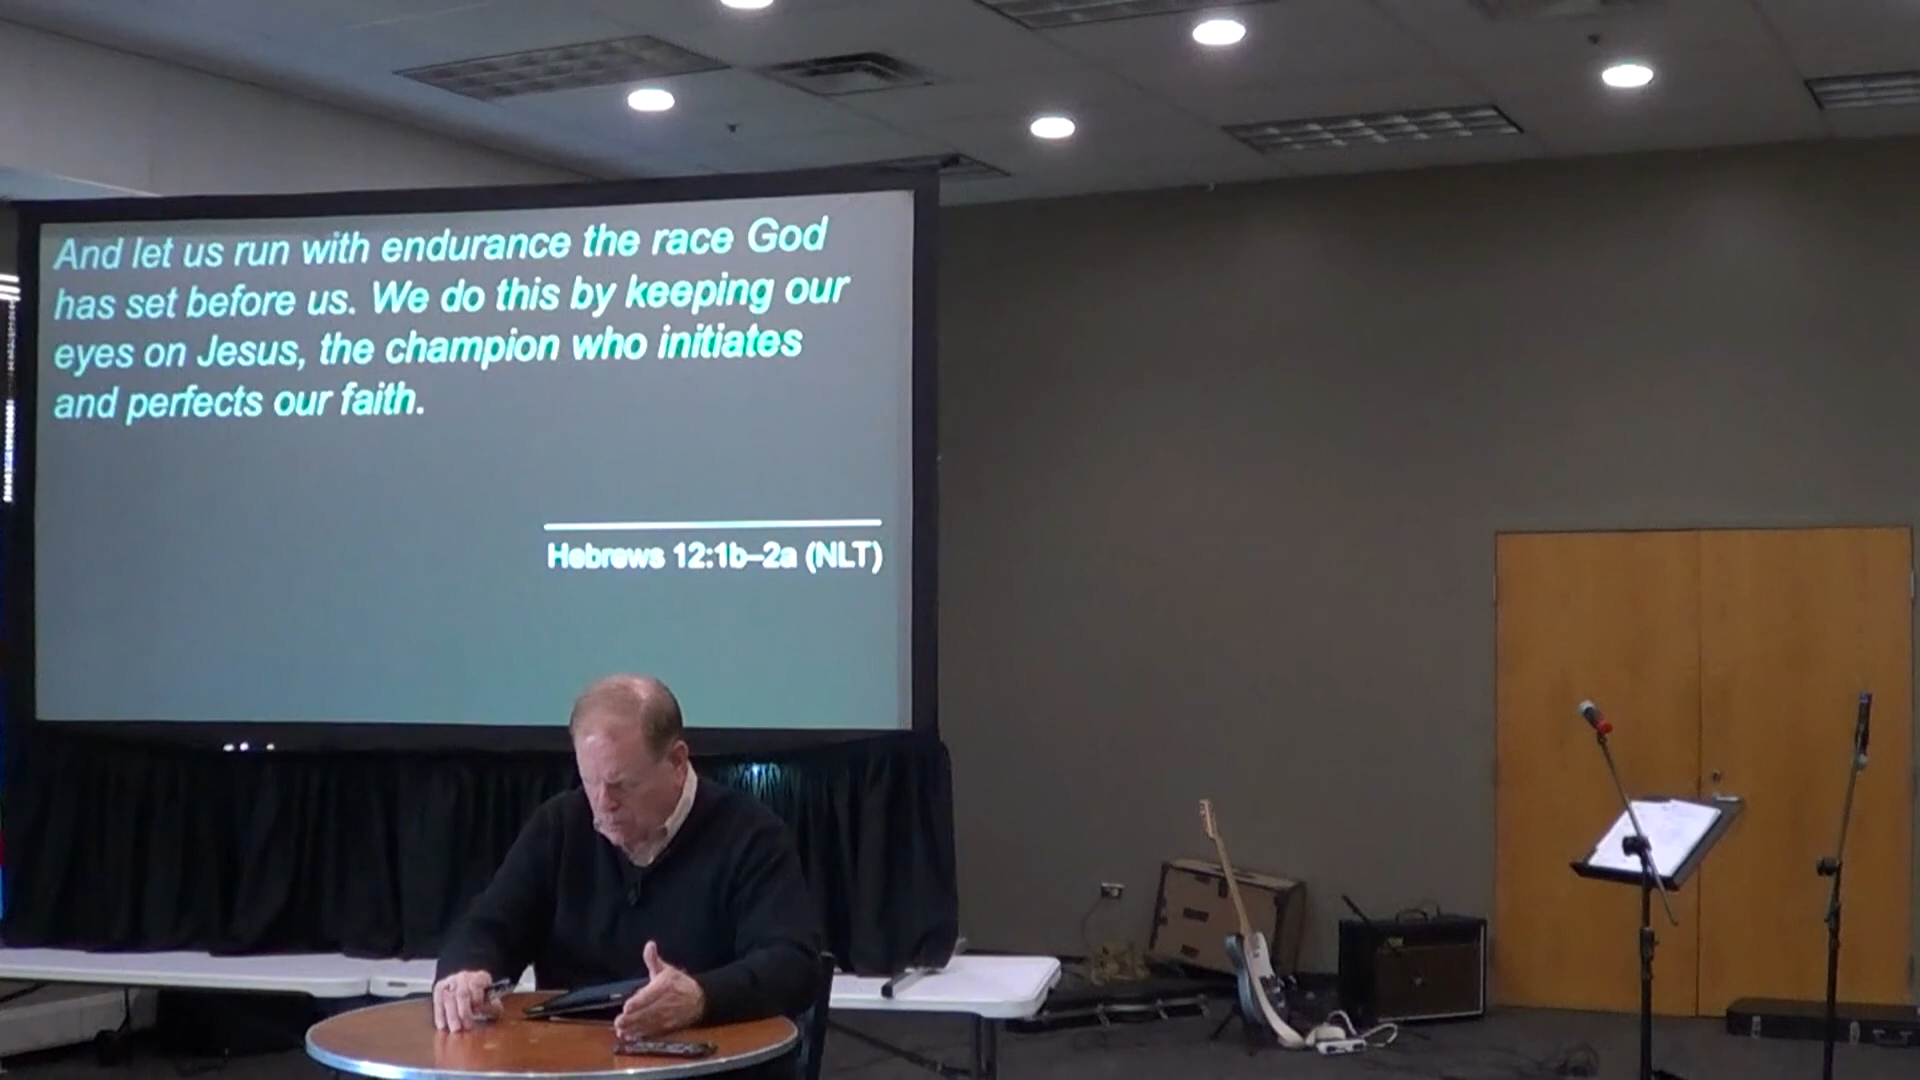 And let us run with endurance the race God
has set before us. We do this by keeping our
eyes on Jesus, the champion who initiates
and perfects our faith.
Hebrews 12:1b–2a (NLT)